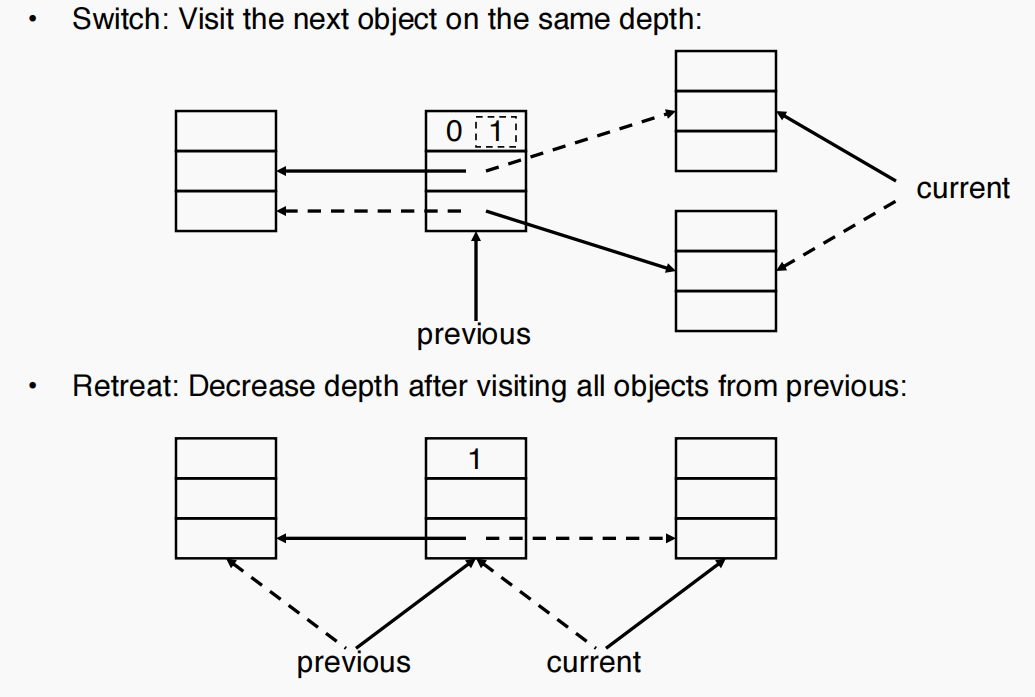 • Switch: Visit the next object on the same depth:
0 1
current
previous
• Retreat: Decrease depth after visiting all objects from previous:
1
previous current